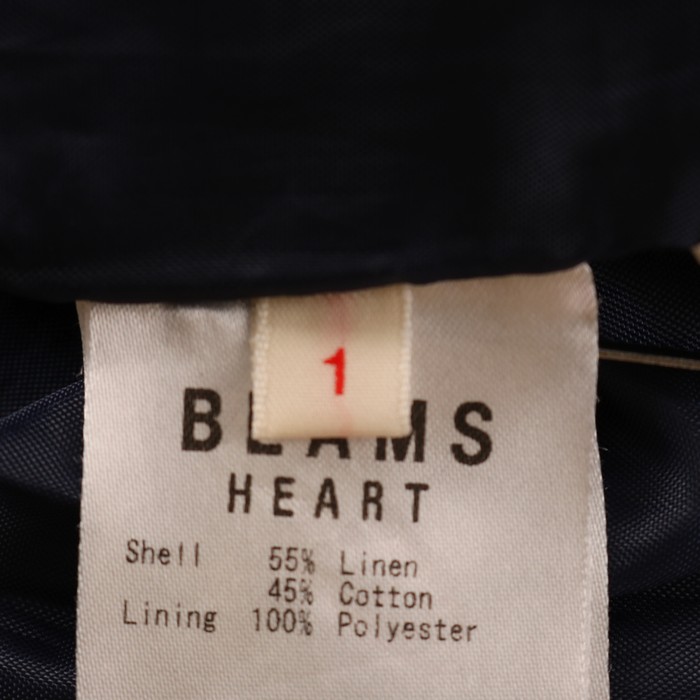 1
BEAMS
HEART
Shell 55% Linen
45% Cotton
Lining 100% Polyester